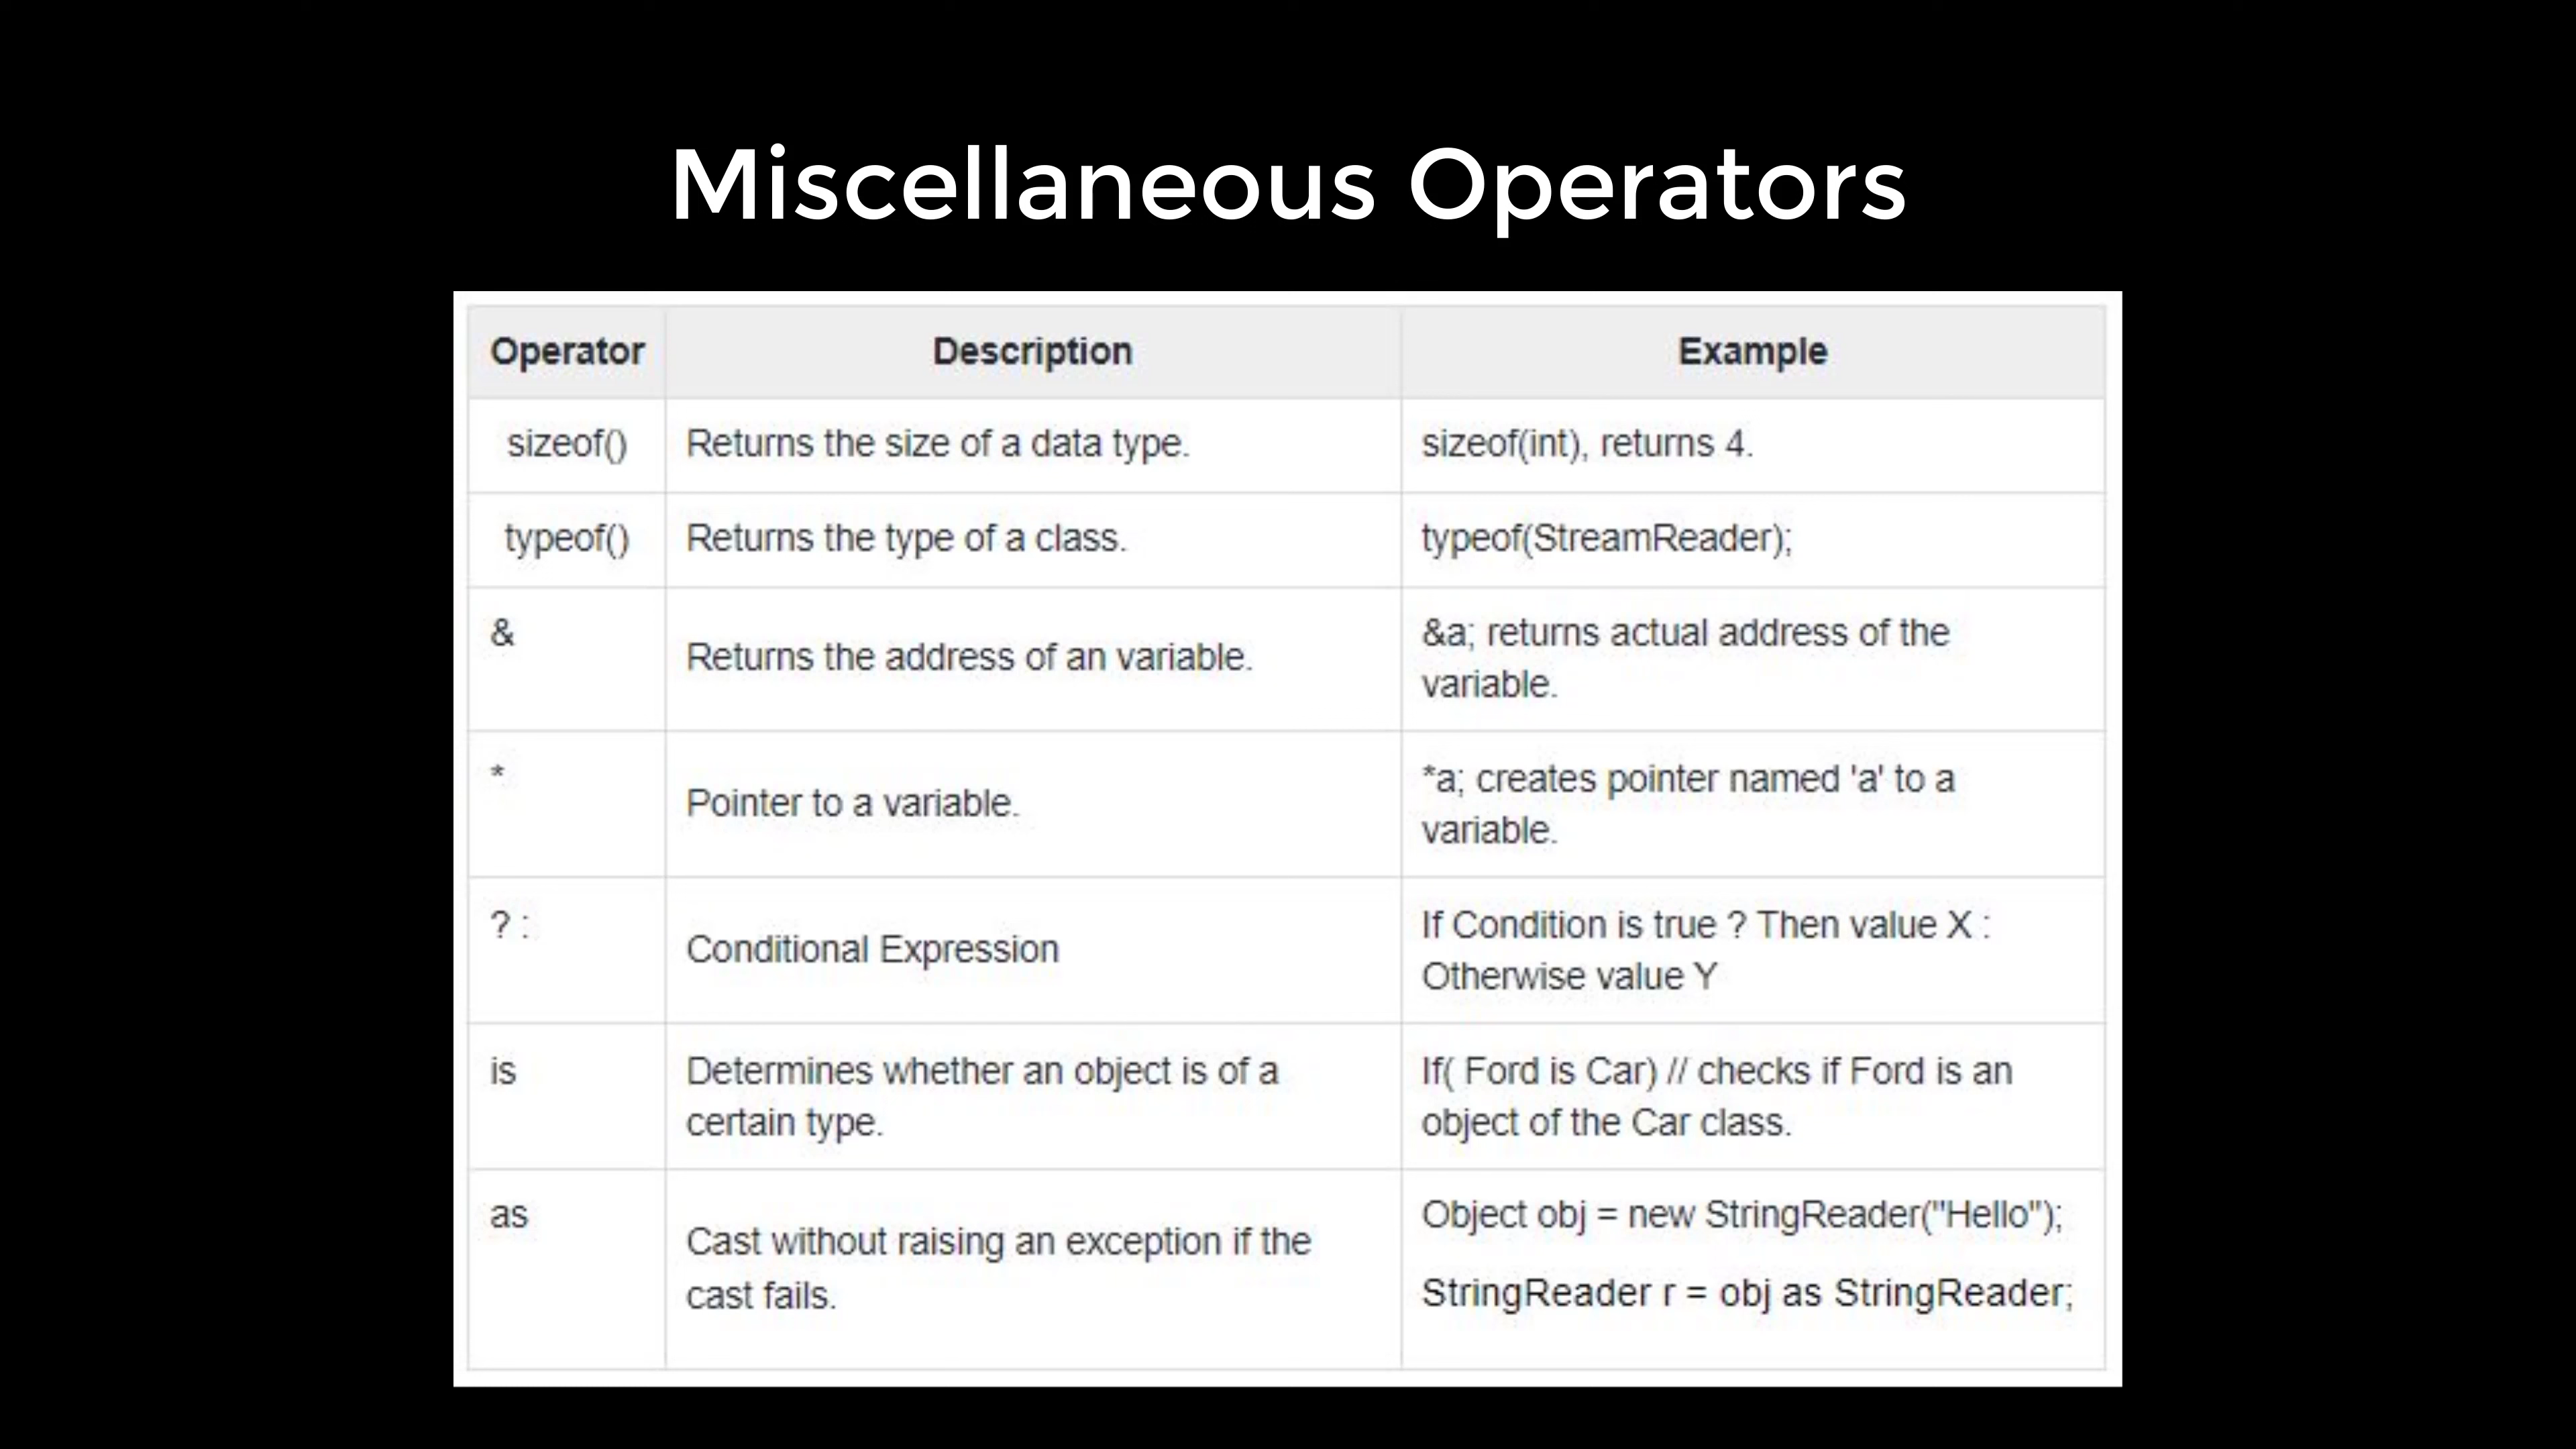 Miscellaneous Operators
Operator Description Example
sizeof() Returns the size of a data type. sizeof(int), returns 4.
typeof() Returns the type of a class. typeof(StreamReader);
& Returns the address of an variable. &a; returns actual address of the
variable.
* Pointer to a variable. *a; creates pointer named 'a' to a
variable.
? : Conditional Expression If Condition is true ? Then value X :
Otherwise value Y
is Determines whether an object is of a
certain type.
If( Ford is Car) // checks if Ford is an
object of the Car class.
as Cast without raising an exception if the
cast fails.
Object obj = new StringReader("Hello");
StringReader r = obj as StringReader;